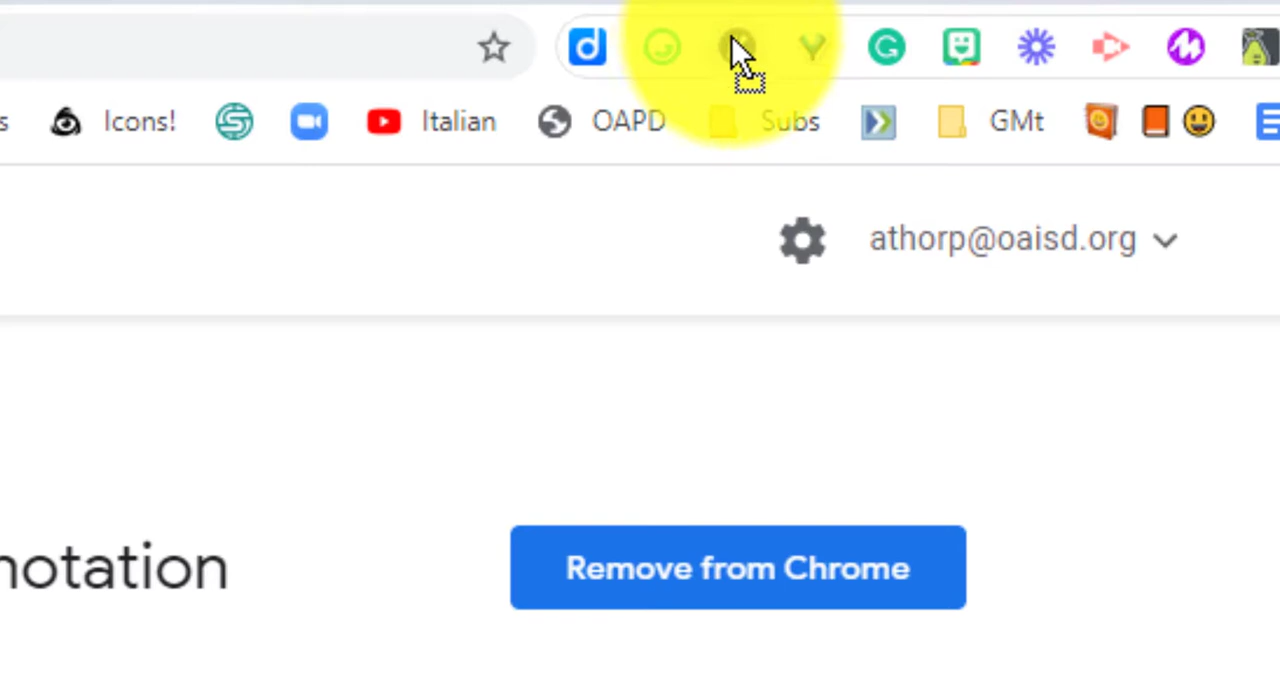 s Icons! Italian OAPD Subs GMt
athorp@oaisd.org
notation Remove from Chrome